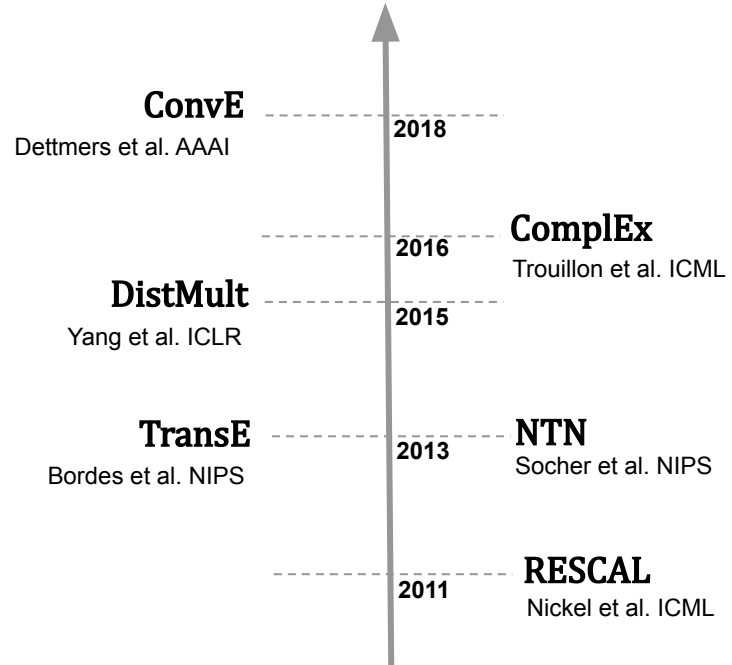 ConvE
Dettmers et al. AAAI
2018
ComplEx
2016
Trouillon et al. ICML
DistMult
2015
Yang et al. ICLR
TransE
NTN
2013
Bordes et al. NIPS
Socher et al. NIPS
RESCAL
2011
Nickel et al. ICML